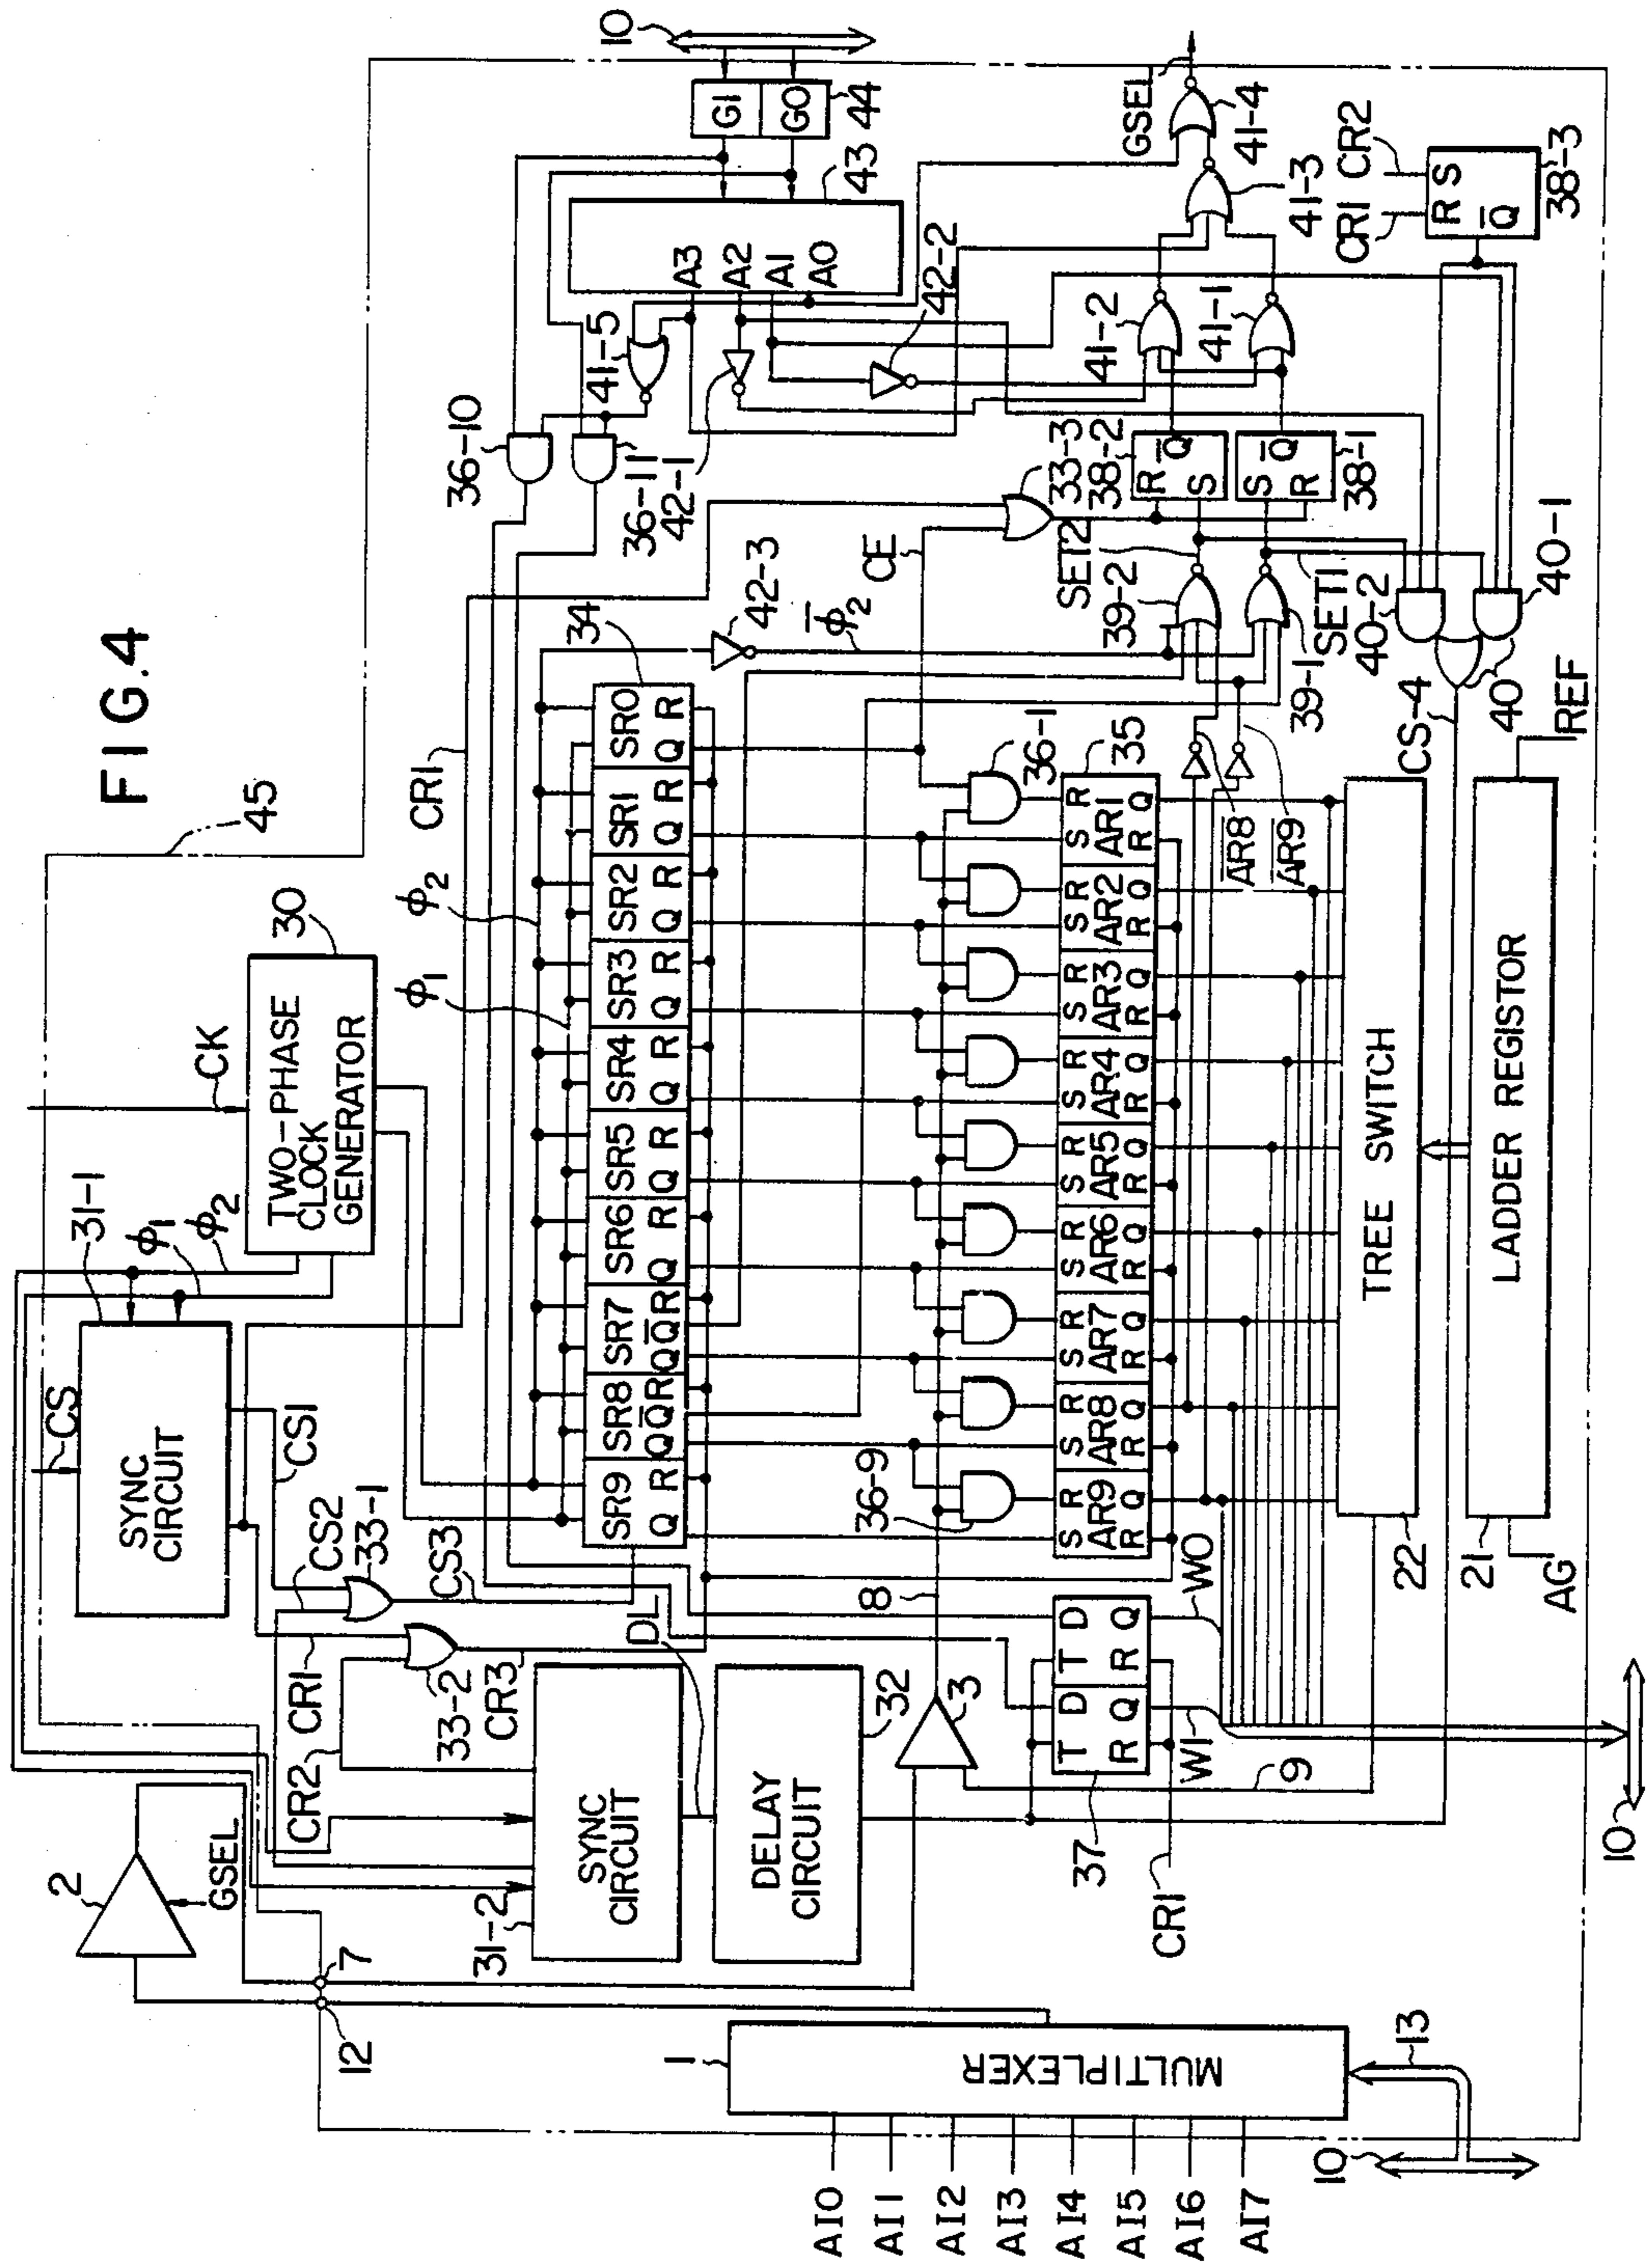 FIG.4
45
CK
30
TWO-PHASE
CLOCK
GENERATOR
31-1
ϕ1
ϕ2
CS
SYNC
CIRCUIT
CS1
CS2
33-1
CS3
CR1
CR2
33-2
CR3
2
GSEL
31-2
SYNC
CIRCUIT
DL
DELAY
CIRCUIT
32
7
12
1
MULTIPLEXER
13
10
AI0
AI1
AI2
AI3
AI4
AI5
AI6
AI7
CR1
ϕ2
ϕ1
34
SR9
Q R
SR8
Q Q̅ R
SR7
Q Q̅ R
SR6
Q R
SR5
Q R
SR4
Q R
SR3
Q R
SR2
Q R
SR1
Q R
SR0
Q R
42-3
ϕ̅2
36-9
36-1
8
3
35
S R
AR9
R Q
S R
AR8
R Q
S R
AR7
R Q
S R
AR6
R Q
S R
AR5
R Q
S R
AR4
R Q
S R
AR3
R Q
S R
AR2
R Q
S R
AR1
R Q
37
T D T D
R Q R Q
W1
W0
CR1
9
10
22
TREE SWITCH
21
LADDER REGISTOR
AG
REF
CS-4
A̅R̅8̅
A̅R̅9̅
CE
SET2
39-2
39-1
SET1
33-3
38-2
R Q̅
S
S Q̅
R
38-1
40-2
40-1
40
36-10
36-11
42-1
41-5
42-2
A3
A2
A1
A0
43
G1
G0
44
10
41-2
41-1
41-3
41-4
GSEL
CR1
CR2
R S
Q̅
38-3